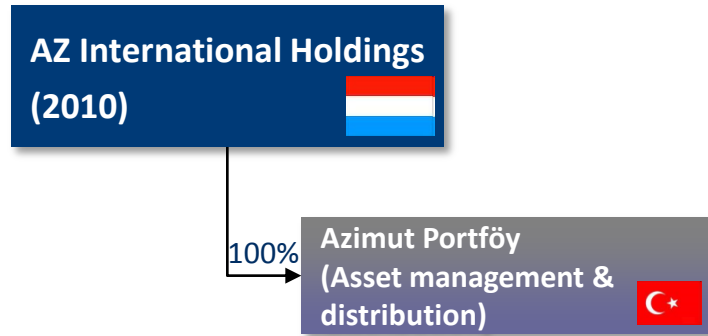 AZ International Holdings
(2010)
100%
Azimut Portföy
(Asset management &
distribution)